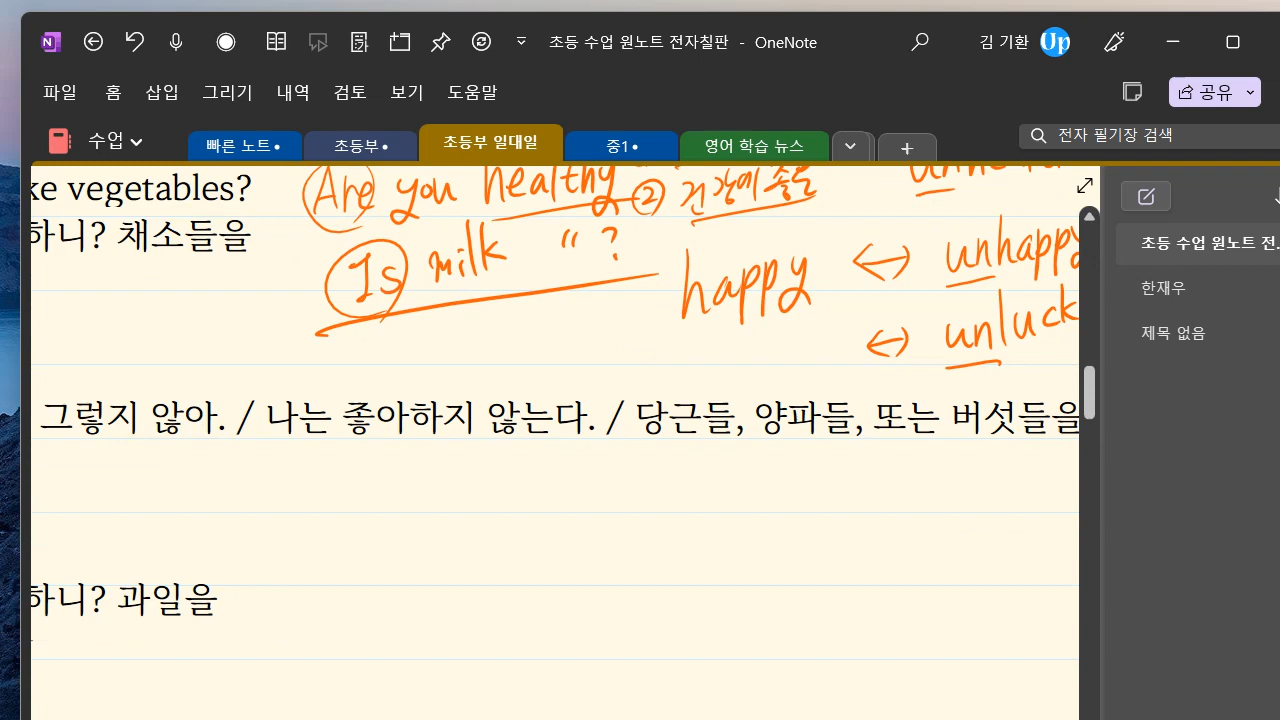 초등 수업 원노트 전자칠판 - OneNote
김 기환
Up
파일 홈 삽입 그리기 내역 검토 보기 도움말
공유
수업
빠른 노트
초등부
초등부 일대일
중1
영어 학습 뉴스
전자 필기장 검색
ke vegetables?
Are you healthy
② 건강에 좋은
하니? 채소들을
Is milk 〃 ?
happy ↔ unhappy
↔ unluck
그렇지 않아. / 나는 좋아하지 않는다. / 당근들, 양파들, 또는 버섯들을
하니? 과일을
초등 수업 원노트 전...
한재우
제목 없음